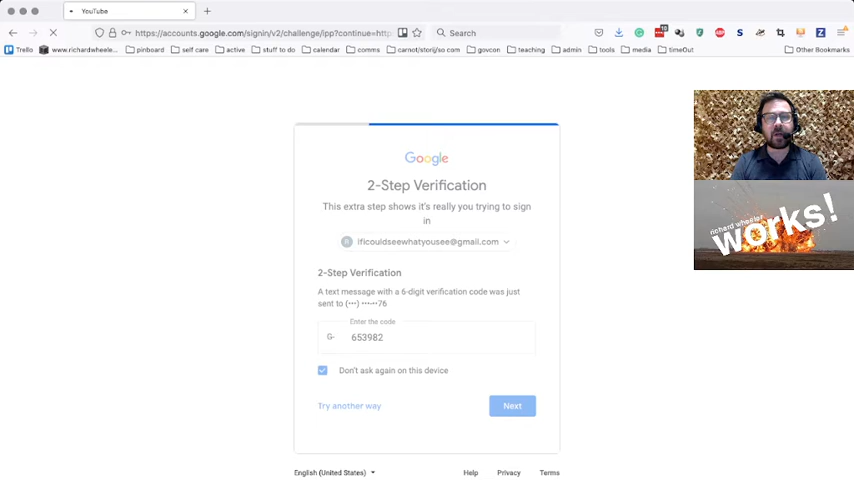 YouTube
https://accounts.google.com/signin/v2/challenge/ipp?continue=http
Search
10
Trello
www.richardwheele...
pinboard
self care
active
stuff to do
calendar
comms
carnot/storij/so com
govcon
teaching
admin
tools
media
timeOut
Other Bookmarks
Google
2-Step Verification
This extra step shows it's really you trying to sign
in
R
ificouldseewhatyousee@gmail.com
2-Step Verification
A text message with a 6-digit verification code was just
sent to (•••) •••-••76
Enter the code
G-
653982
Don't ask again on this device
Try another way
Next
English (United States)
Help
Privacy
Terms
richard wheeler
works!